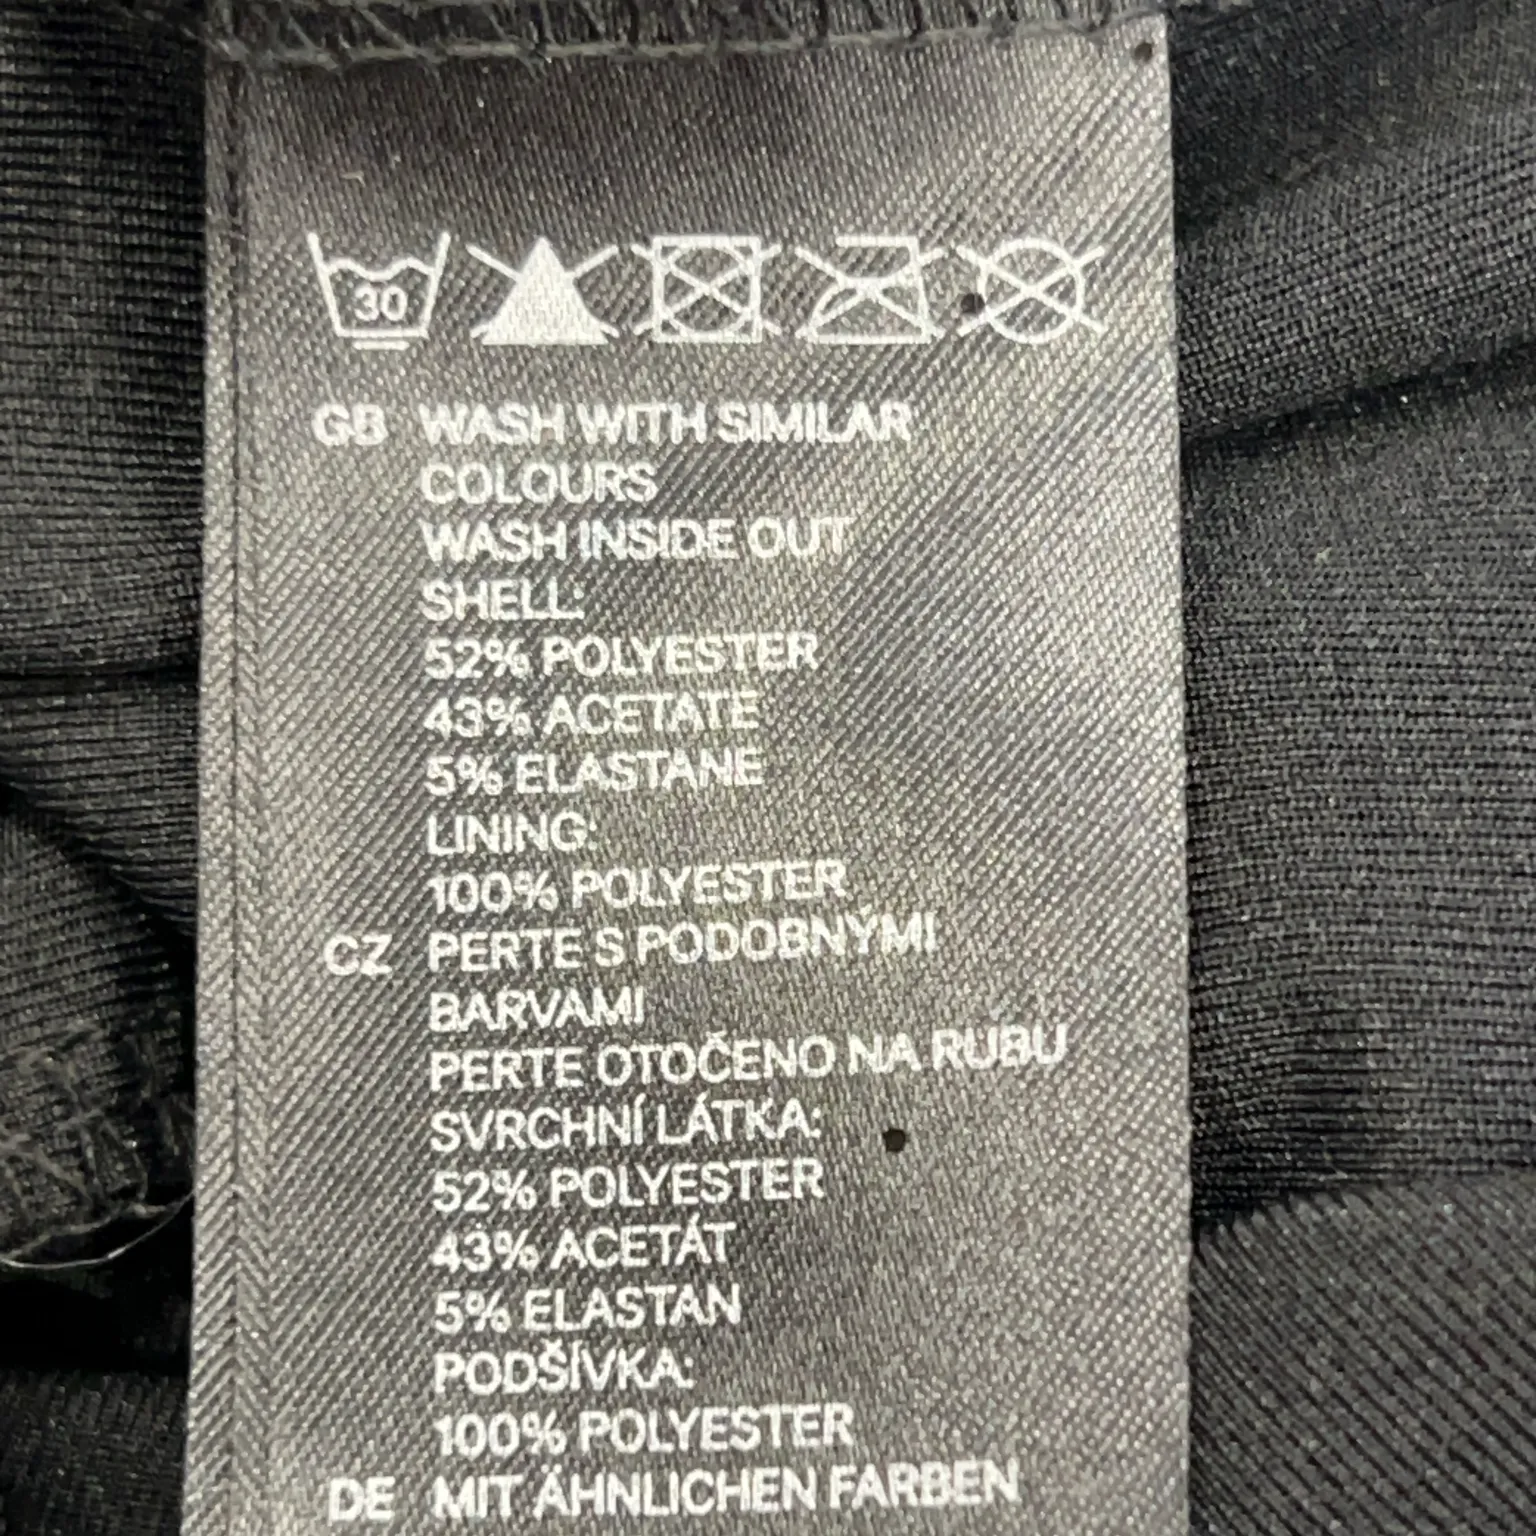 30
GB WASH WITH SIMILAR
COLOURS
WASH INSIDE OUT
SHELL:
52% POLYESTER
43% ACETATE
5% ELASTANE
LINING:
100% POLYESTER
CZ PERTE S PODOBNÝMI
BARVAMI
PERTE OTOČENO NA RUBU
SVRCHNÍ LÁTKA:
52% POLYESTER
43% ACETÁT
5% ELASTAN
PODŠÍVKA:
100% POLYESTER
DE MIT ÄHNLICHEN FARBEN